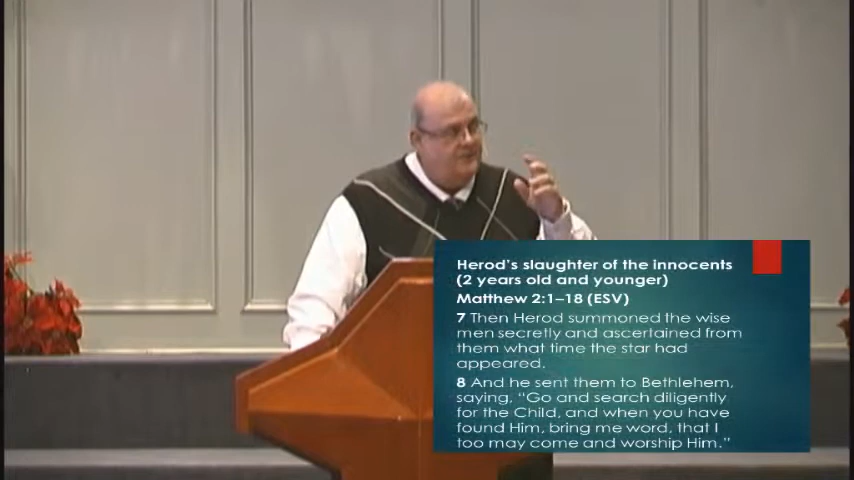 Herod's slaughter of the innocents
(2 years old and younger)
Matthew 2:1–18 (ESV)
7 Then Herod summoned the wise
men secretly and ascertained from
them what time the star had
appeared.
8 And he sent them to Bethlehem,
saying, "Go and search diligently
for the Child, and when you have
found Him, bring me word, that I
too may come and worship Him."